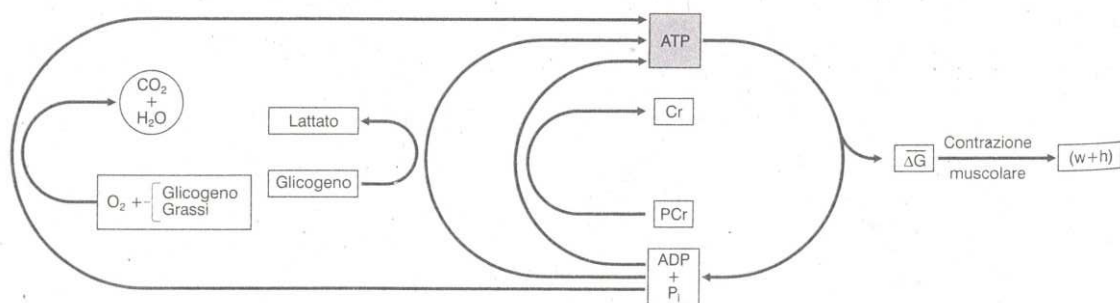 ATP
CO₂
+
H₂O
Lattato
Cr
Glicogeno
O₂ + Glicogeno
Grassi
PCr
ADP
+
Pᵢ
ΔG
Contrazione
muscolare
(w+h)